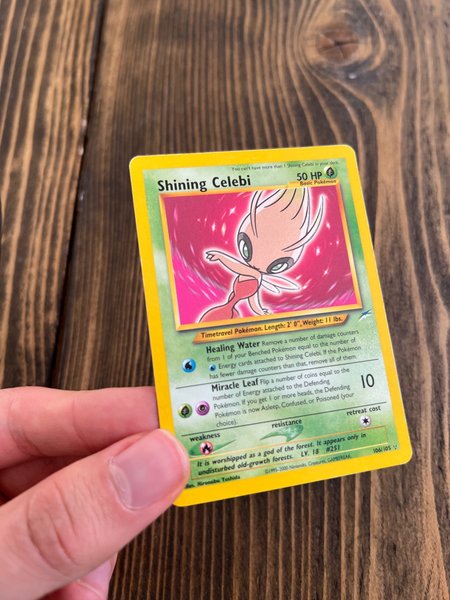 You can't have more than 1 Shining Celebi in your deck.
Shining Celebi 50 HP
Basic Pokémon
Timetravel Pokémon. Length: 2' 0", Weight: 11 lbs.
Healing Water Remove a number of damage counters
from 1 of your Benched Pokémon equal to the number of
Energy cards attached to Shining Celebi. If the Pokémon
has fewer damage counters than that, remove all of them.
Miracle Leaf Flip a number of coins equal to the
number of Energy attached to the Defending
Pokémon. If you get 1 or more heads, the Defending
Pokémon is now Asleep, Confused, or Poisoned (your
choice).
10
weakness resistance retreat cost
It is worshipped as a god of the forest. It appears only in
undisturbed old-growth forests. LV. 18 #251
Illus. Hironobu Yoshida
©1995-2000 Nintendo, Creatures, GAMEFREAK.
106/105